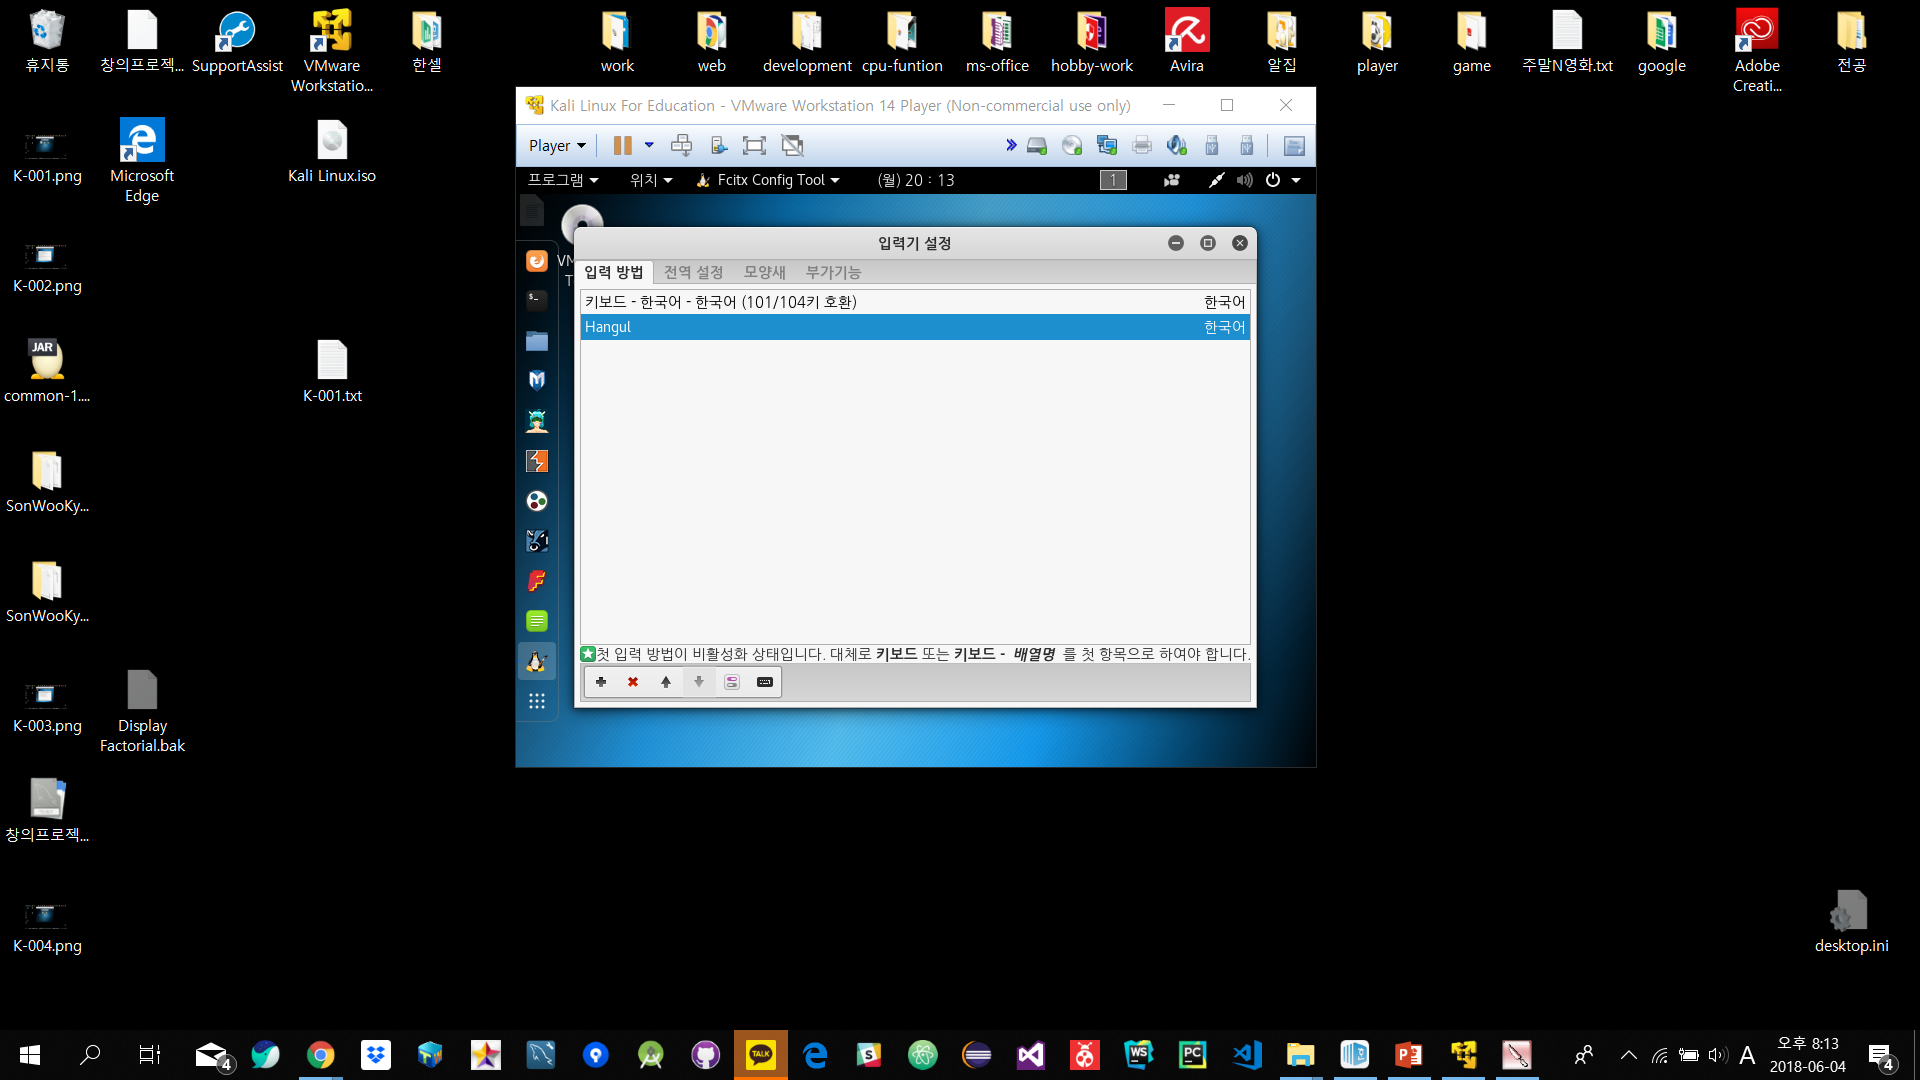 휴지통
창의프로젝...
SupportAssist
VMware
Workstatio...
한셀
work
web
development
cpu-funtion
ms-office
hobby-work
Avira
알집
player
game
주말N영화.txt
google
Adobe
Creati...
전공
K-001.png
Microsoft
Edge
Kali Linux.iso
K-002.png
JAR
common-1....
K-001.txt
SonWooKy...
SonWooKy...
K-003.png
Display
Factorial.bak
창의프로젝...
K-004.png
desktop.ini
Kali Linux For Education - VMware Workstation 14 Player (Non-commercial use only)
Player
프로그램
위치
Fcitx Config Tool
(월) 20 : 13
1
VM
T
입력기 설정
입력 방법
전역 설정
모양새
부가기능
키보드 - 한국어 - 한국어 (101/104키 호환)
한국어
Hangul
한국어
첫 입력 방법이 비활성화 상태입니다. 대체로 키보드 또는 키보드 - 배열명 를 첫 항목으로 하여야 합니다.
4
TALK
WS
PC
A
오후 8:13
2018-06-04
4